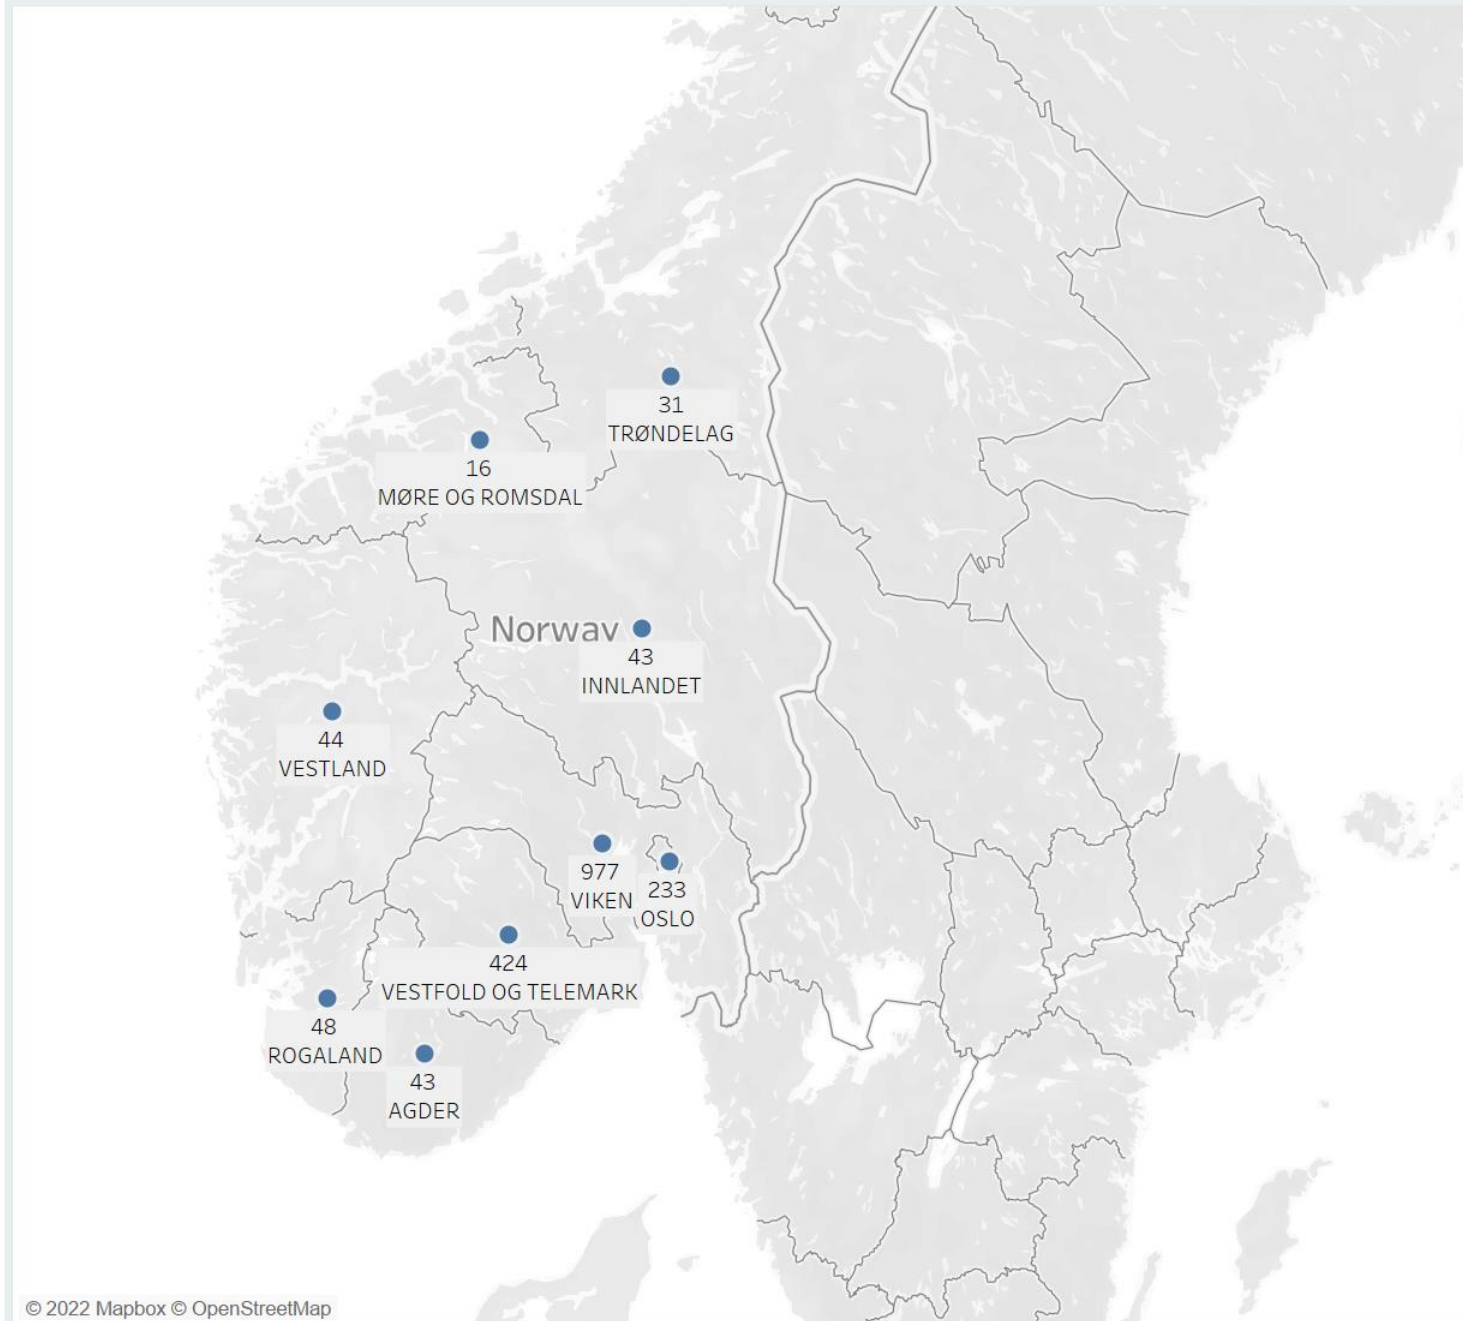 31
TRØNDELAG
16
MØRE OG ROMSDAL
Norway
43
INNLANDET
44
VESTLAND
977
VIKEN
233
OSLO
424
VESTFOLD OG TELEMARK
48
ROGALAND
43
AGDER
© 2022 Mapbox © OpenStreetMap